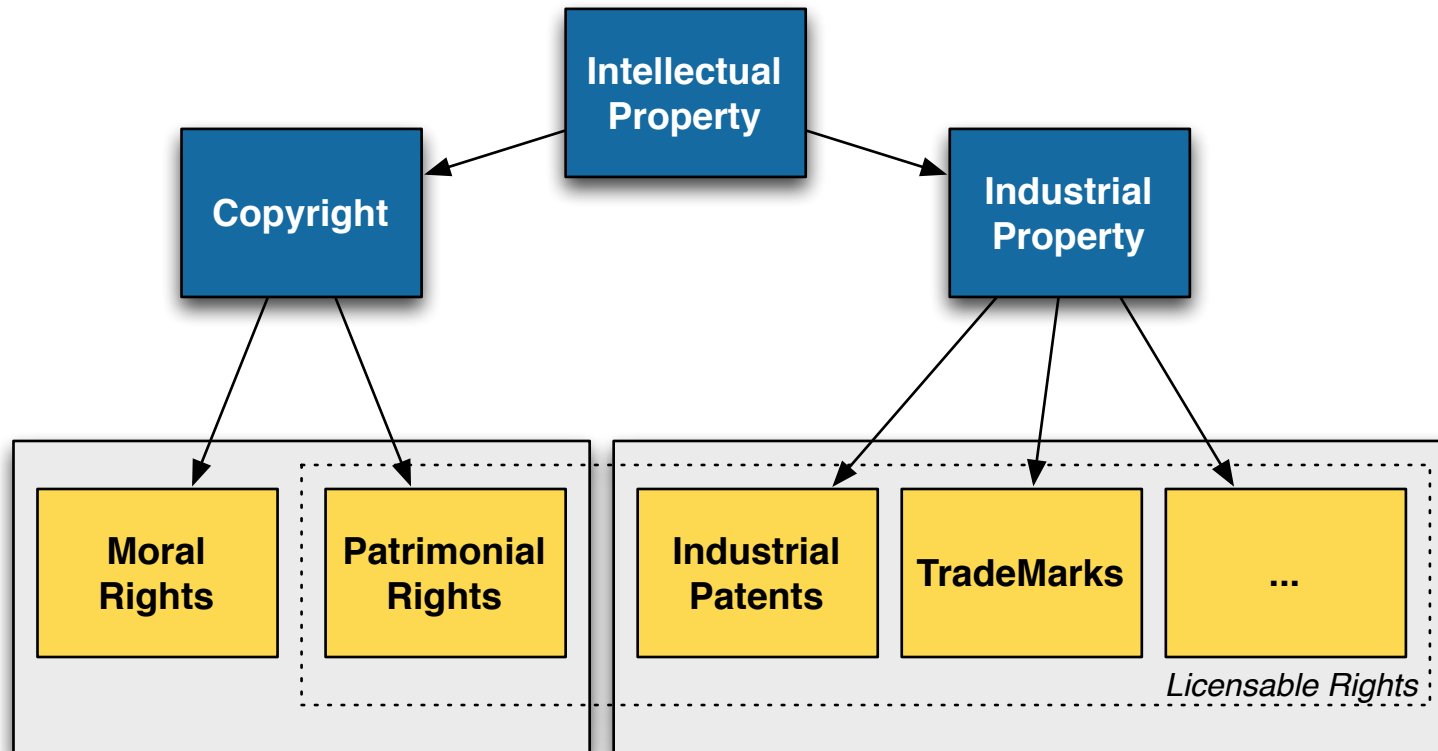 Intellectual
Property
Copyright
Industrial
Property
Moral
Rights
Patrimonial
Rights
Industrial
Patents
TradeMarks
...
Licensable Rights